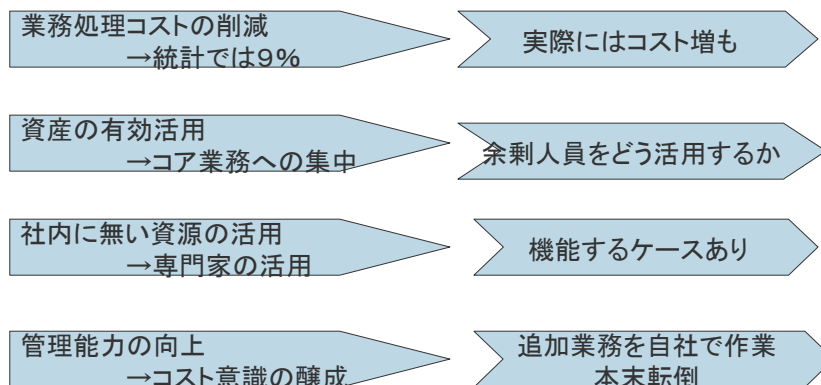 業務処理コストの削減
→統計では9%
実際にはコスト増も
資産の有効活用
→コア業務への集中
余剰人員をどう活用するか
社内に無い資源の活用
→専門家の活用
機能するケースあり
管理能力の向上
→コスト意識の醸成
追加業務を自社で作業
本末転倒